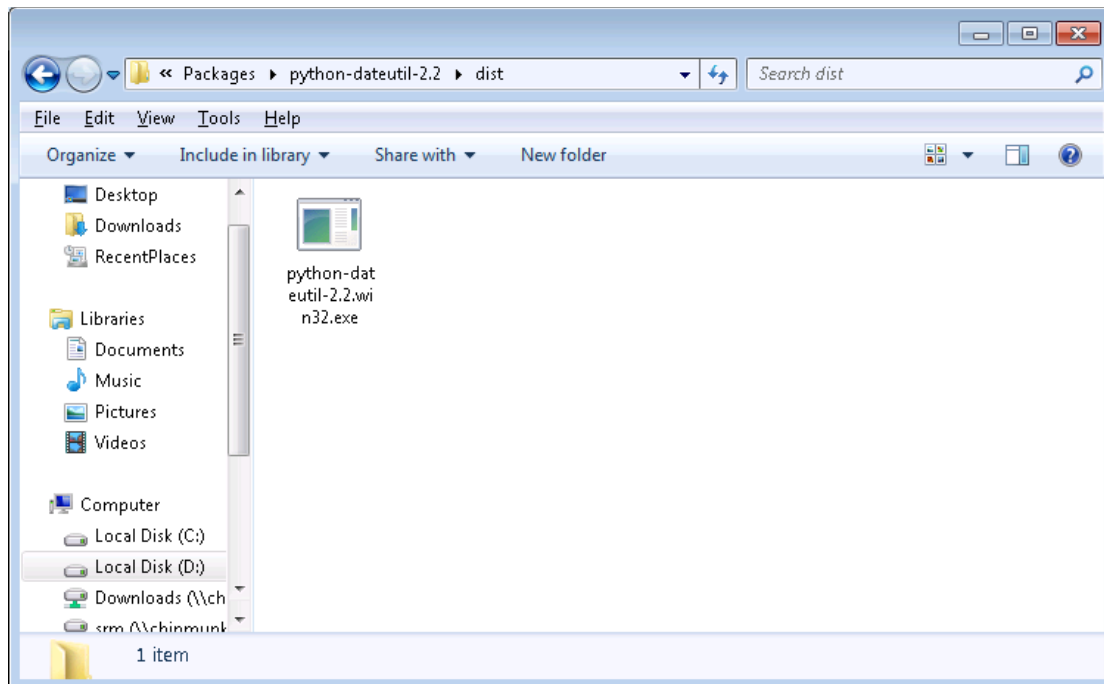 « Packages ▸ python-dateutil-2.2 ▸ dist
Search dist
File Edit View Tools Help
Organize Include in library Share with New folder
Desktop
Downloads
RecentPlaces
Libraries
Documents
Music
Pictures
Videos
Computer
Local Disk (C:)
Local Disk (D:)
Downloads (\\ch
srm (\\chipmunk
python-dat
eutil-2.2.wi
n32.exe
1 item